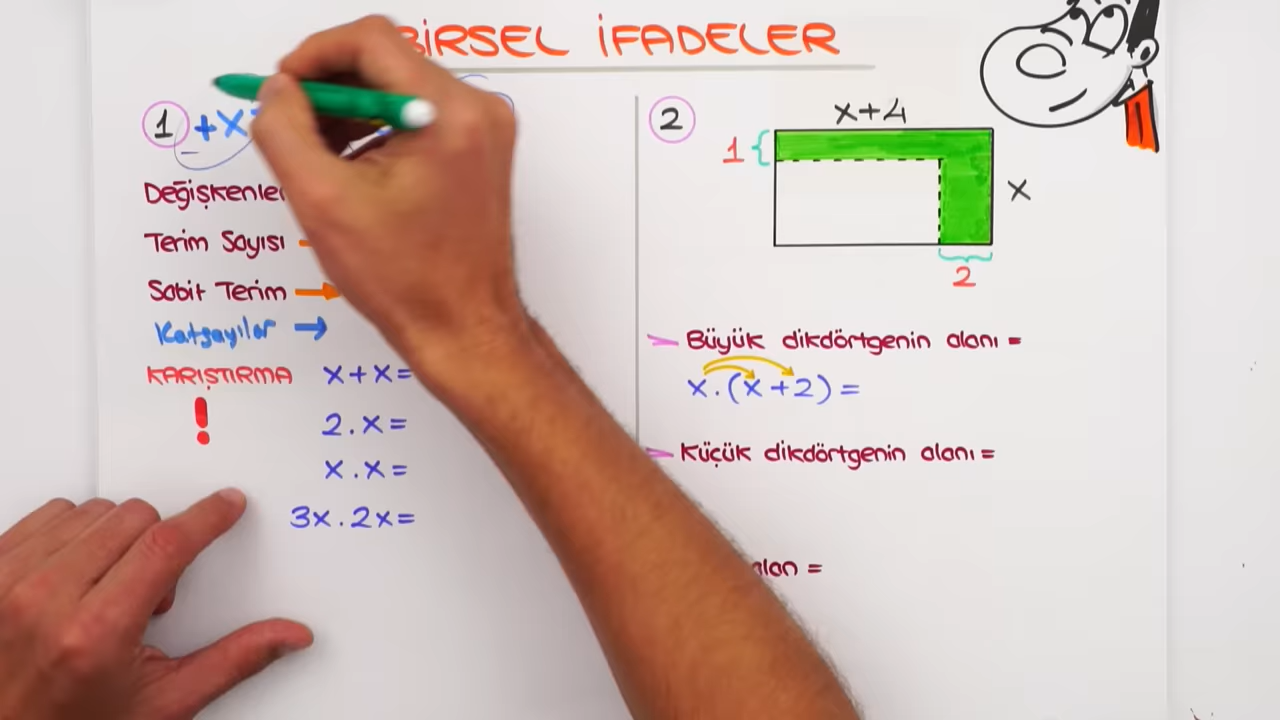 BİRSEL İFADELER
1 +x
Değişkenler
Terim Sayısı
Sabit Terim
Katsayılar
KARIŞTIRMA
!
x+x=
2.x=
x.x=
3x.2x=
2
x+4
1
x
2
Büyük dikdörtgenin alanı =
x.(x+2)=
Küçük dikdörtgenin alanı =
alan =